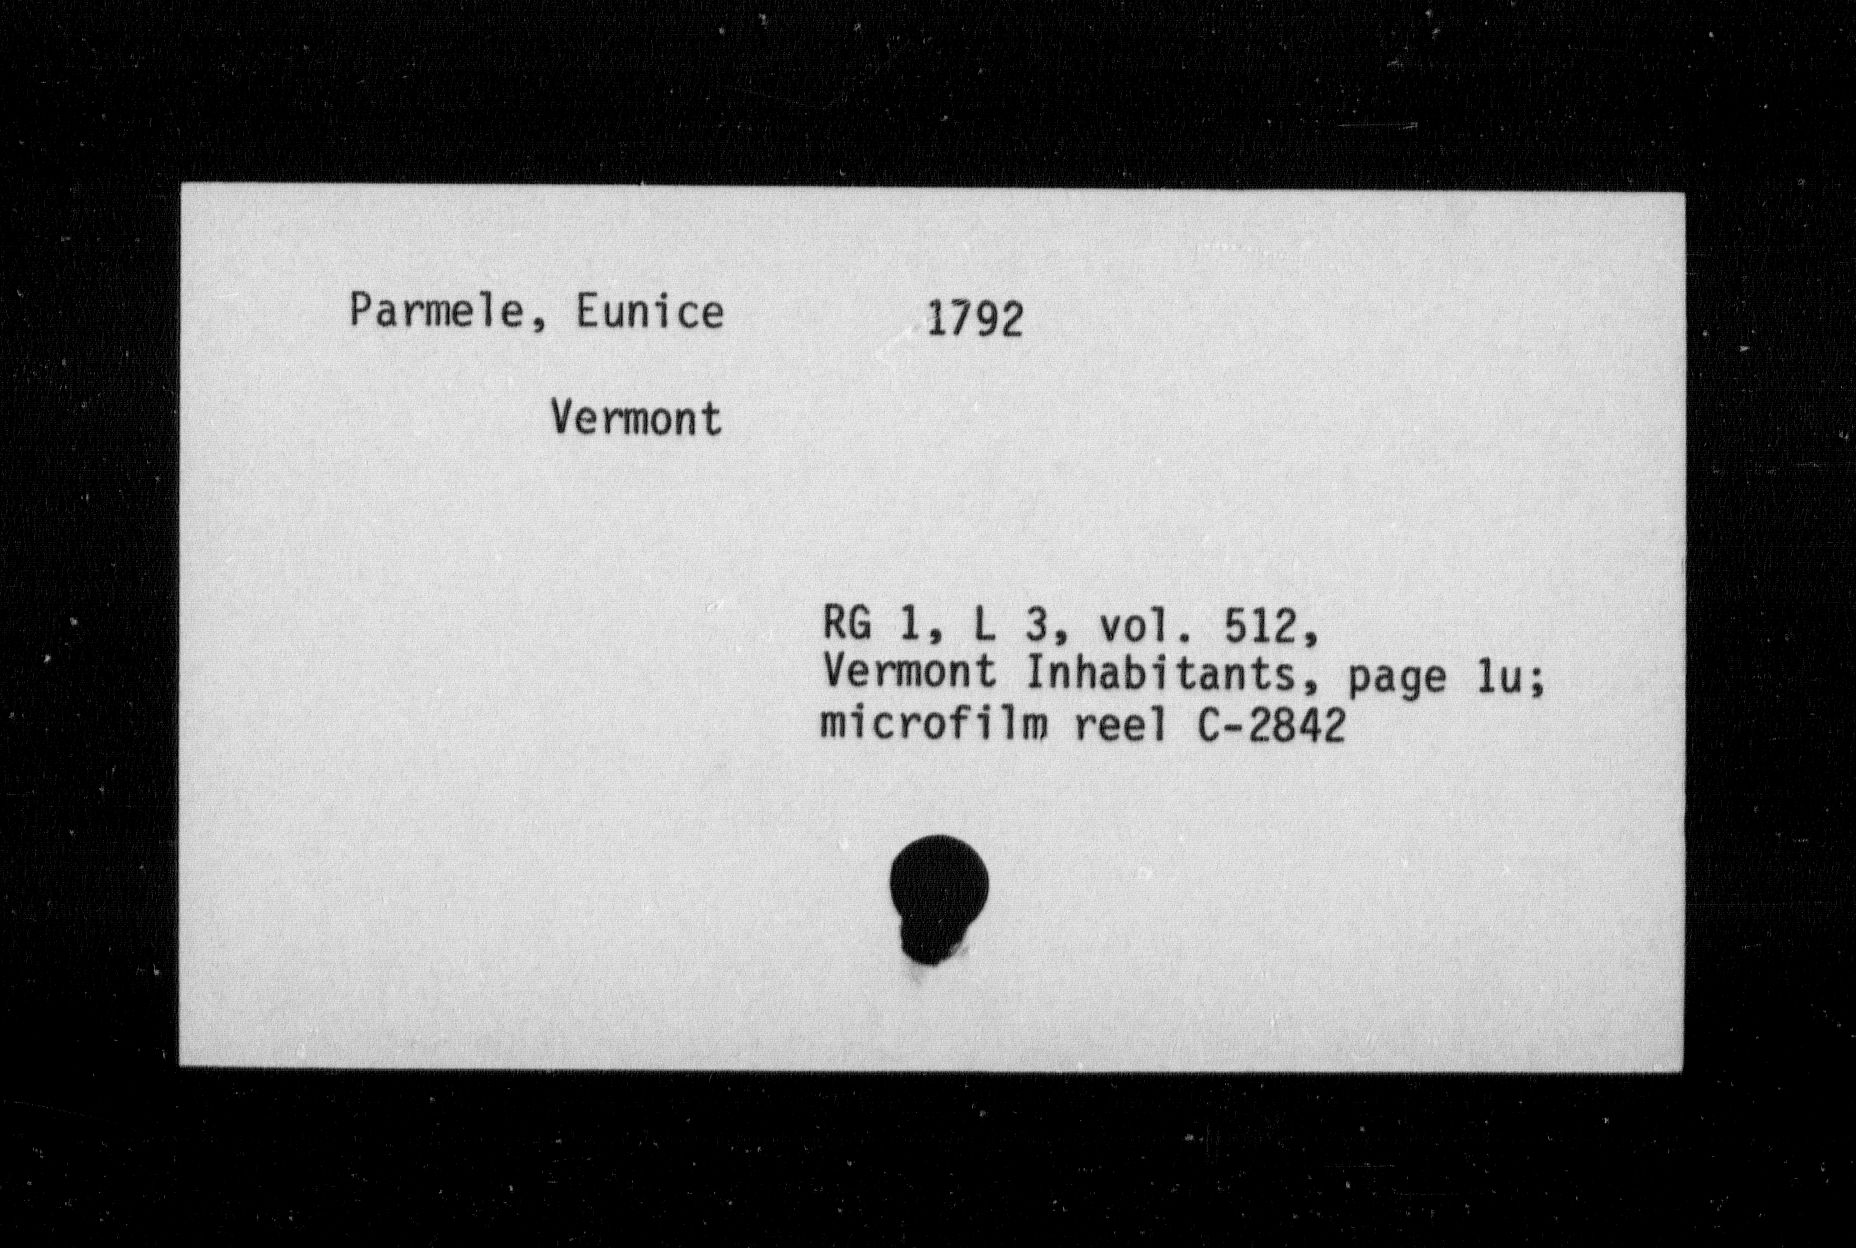 Parmele, Eunice 1792
Vermont
RG 1, L 3, vol. 512,
Vermont Inhabitants, page 1u;
microfilm reel C-2842